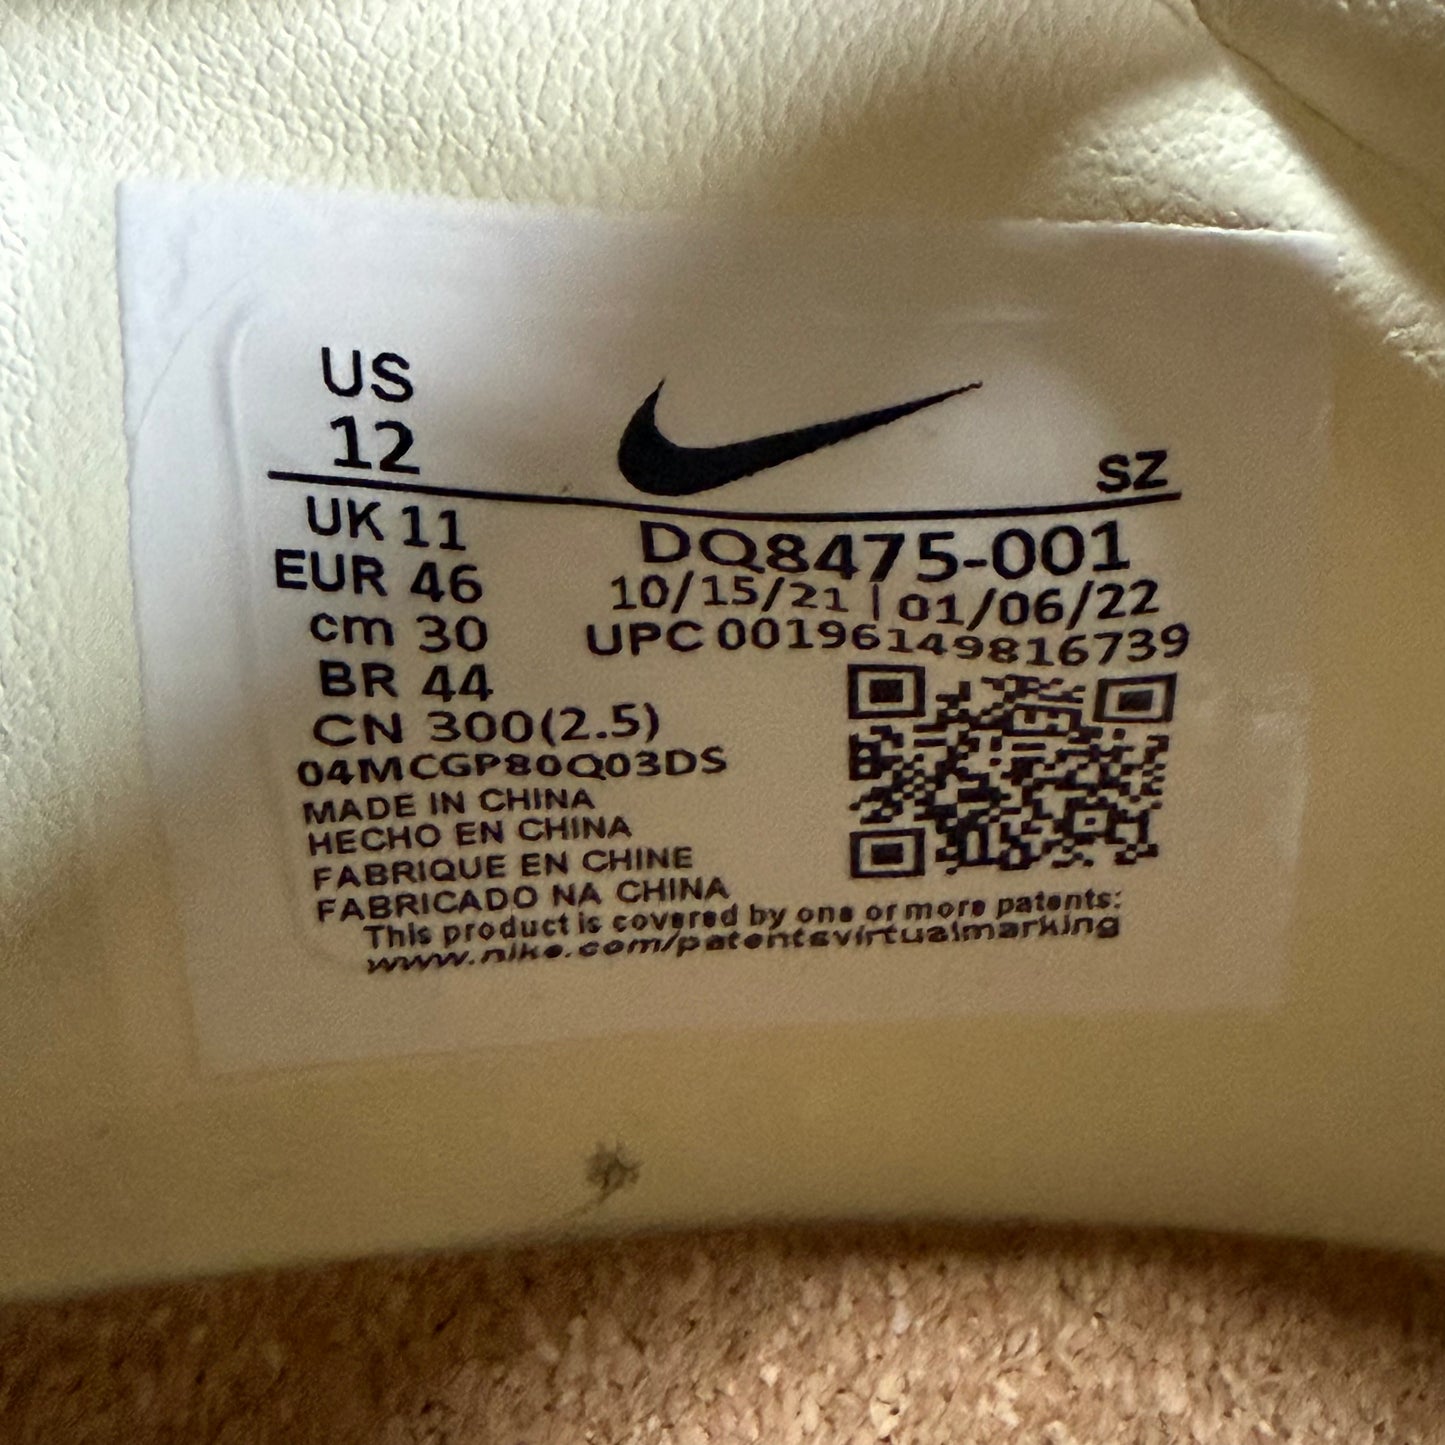 US
12
SZ
UK 11
EUR 46
cm 30
BR 44
CN 300(2.5)
DQ8475-001
10/15/21 | 01/06/22
UPC 00196149816739
04MCGP80Q03DS
MADE IN CHINA
HECHO EN CHINA
FABRIQUE EN CHINE
FABRICADO NA CHINA
This product is covered by one or more patents:
www.nike.com/patentsvirtualmarking